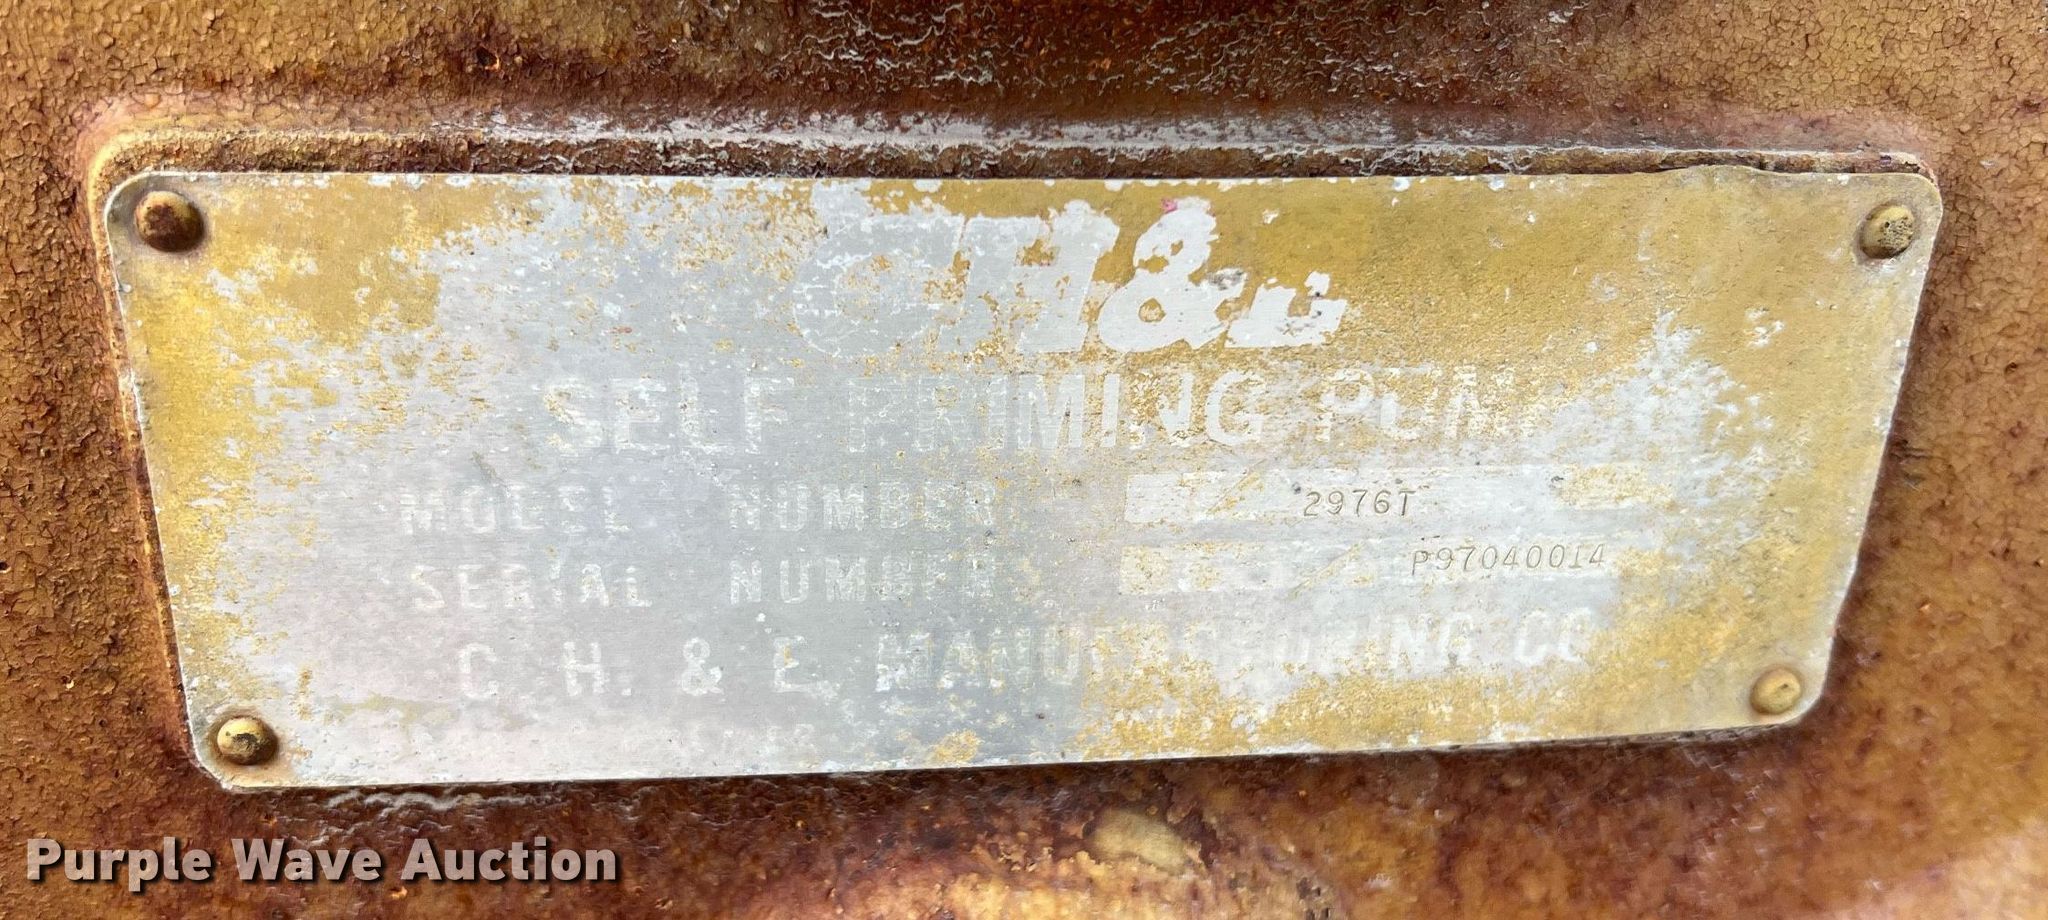 CH&E
SELF PRIMING PUMP
MODEL NUMBER 2976T
SERIAL NUMBER P97040014
C. H. & E. MANUFACTURING CO
Purple Wave Auction